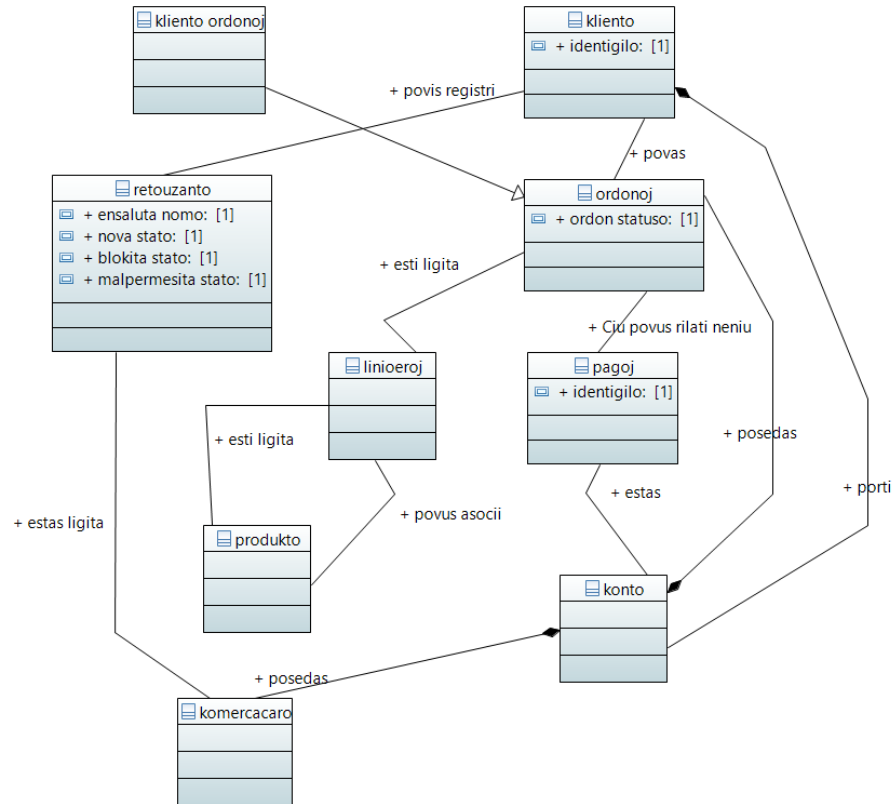 kliento ordonoj
kliento
+ identigilo: [1]
+ povis registri
+ povas
retouzanto
+ ensaluta nomo: [1]
+ nova stato: [1]
+ blokita stato: [1]
+ malpermesita stato: [1]
ordonoj
+ ordon statuso: [1]
+ esti ligita
+ Ciu povus rilati neniu
linioeroj
pagoj
+ identigilo: [1]
+ esti ligita
+ posedas
+ porti
+ estas
+ povus asocii
+ estas ligita
produkto
konto
+ posedas
komercacaro